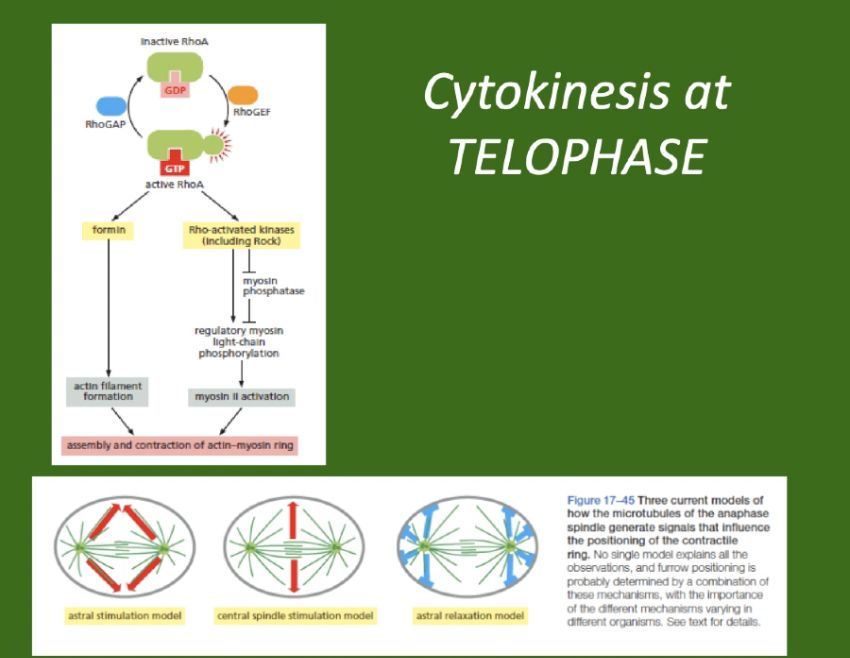 Cytokinesis at
TELOPHASE
inactive RhoA
GDP
RhoGAP
RhoGEF
GTP
active RhoA
formin
Rho-activated kinases
(including Rock)
myosin
phosphatase
regulatory myosin
light-chain
phosphorylation
actin filament
formation
myosin II activation
assembly and contraction of actin–myosin ring
astral stimulation model
central spindle stimulation model
astral relaxation model
Figure 17–45 Three current models of
how the microtubules of the anaphase
spindle generate signals that influence
the positioning of the contractile
ring. No single model explains all the
observations, and furrow positioning is
probably determined by a combination of
these mechanisms, with the importance
of the different mechanisms varying in
different organisms. See text for details.